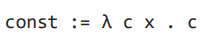 const := λ c x . c